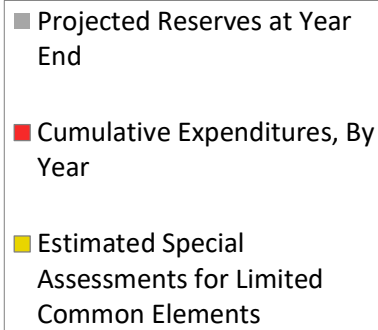 Projected Reserves at Year
End
Cumulative Expenditures, By
Year
Estimated Special
Assessments for Limited
Common Elements